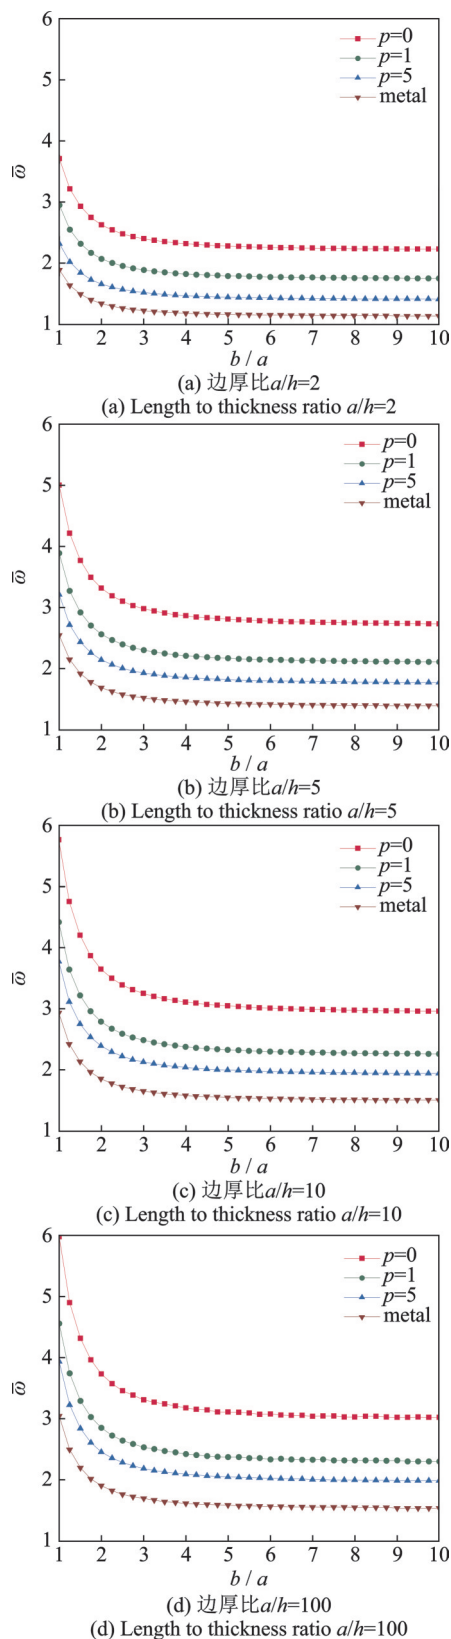 6
p=0
p=1
p=5
metal
5
4
ω̄
3
2
1
1 2 3 4 5 6 7 8 9 10
b / a
(a) 边厚比a/h=2
(a) Length to thickness ratio a/h=2
6
p=0
p=1
p=5
metal
5
4
ω̄
3
2
1
1 2 3 4 5 6 7 8 9 10
b / a
(b) 边厚比a/h=5
(b) Length to thickness ratio a/h=5
6
p=0
p=1
p=5
metal
5
4
ω̄
3
2
1
1 2 3 4 5 6 7 8 9 10
b / a
(c) 边厚比a/h=10
(c) Length to thickness ratio a/h=10
6
p=0
p=1
p=5
metal
5
4
ω̄
3
2
1
1 2 3 4 5 6 7 8 9 10
b / a
(d) 边厚比a/h=100
(d) Length to thickness ratio a/h=100